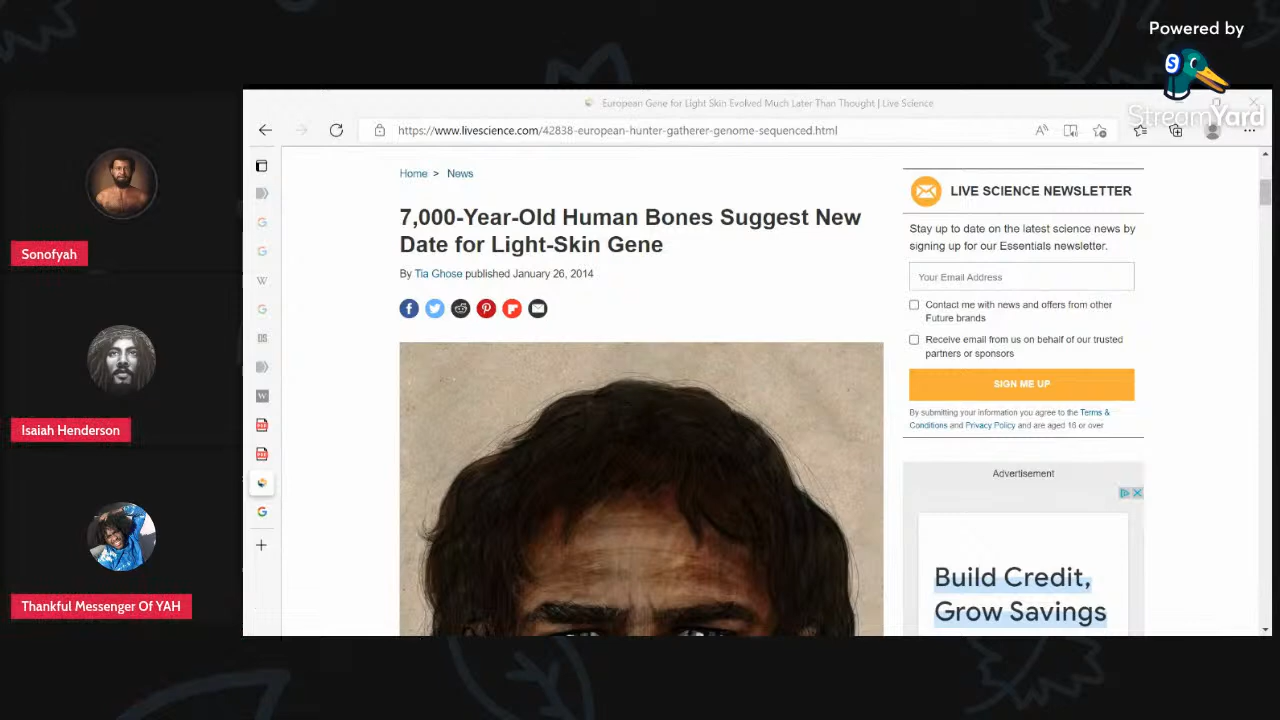 Powered by
StreamYard
European Gene for Light Skin Evolved Much Later Than Thought | Live Science
https://www.livescience.com/42838-european-hunter-gatherer-genome-sequenced.html
Home > News
7,000-Year-Old Human Bones Suggest New
Date for Light-Skin Gene
By Tia Ghose published January 26, 2014
LIVE SCIENCE NEWSLETTER
Stay up to date on the latest science news by
signing up for our Essentials newsletter.
Your Email Address
Contact me with news and offers from other
Future brands
Receive email from us on behalf of our trusted
partners or sponsors
SIGN ME UP
By submitting your information you agree to the Terms &
Conditions and Privacy Policy and are aged 16 or over
Advertisement
Build Credit,
Grow Savings
Sonofyah
Isaiah Henderson
Thankful Messenger Of YAH